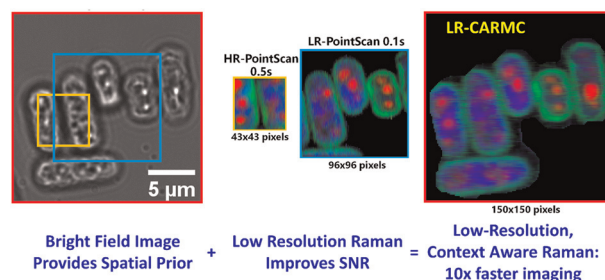 LR-PointScan 0.1s
LR-CARMC
HR-PointScan
0.5s
43x43 pixels
96x96 pixels
5 µm
150x150 pixels
Bright Field Image
Provides Spatial Prior
+
Low Resolution Raman
Improves SNR
=
Low-Resolution,
Context Aware Raman:
10x faster imaging